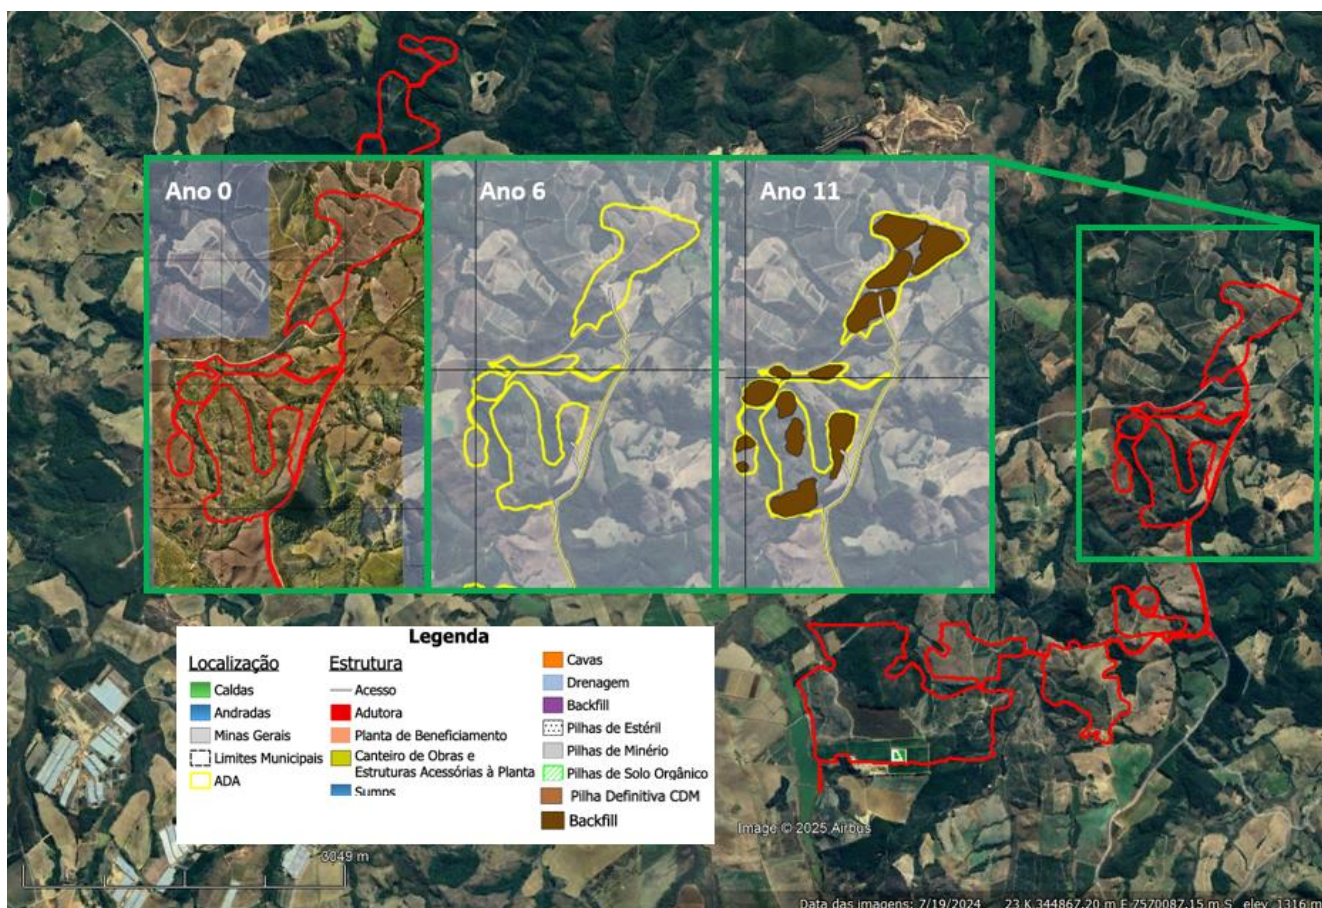 Ano 0
Ano 6
Ano 11
Legenda
Localização
Caldas
Andradas
Minas Gerais
Limites Municipais
ADA
Estrutura
Acesso
Adutora
Planta de Beneficiamento
Canteiro de Obras e
Estruturas Acessórias à Planta
Sumps
Cavas
Drenagem
Backfill
Pilhas de Estéril
Pilhas de Minério
Pilhas de Solo Orgânico
Pilha Definitiva CDM
Backfill
Image © 2025 Airbus
3049 m
Data das imagens: 7/19/2024 23 K 344867.20 m E 7570087.15 m S elev 1316 m